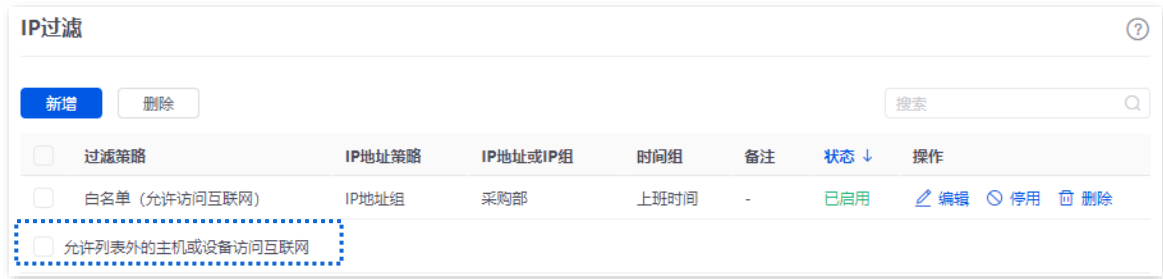 IP过滤
新增 删除 搜索
过滤策略 IP地址策略 IP地址或IP组 时间组 备注 状态 ↓ 操作
白名单（允许访问互联网） IP地址组 采购部 上班时间 - 已启用 编辑 停用 删除
允许列表外的主机或设备访问互联网